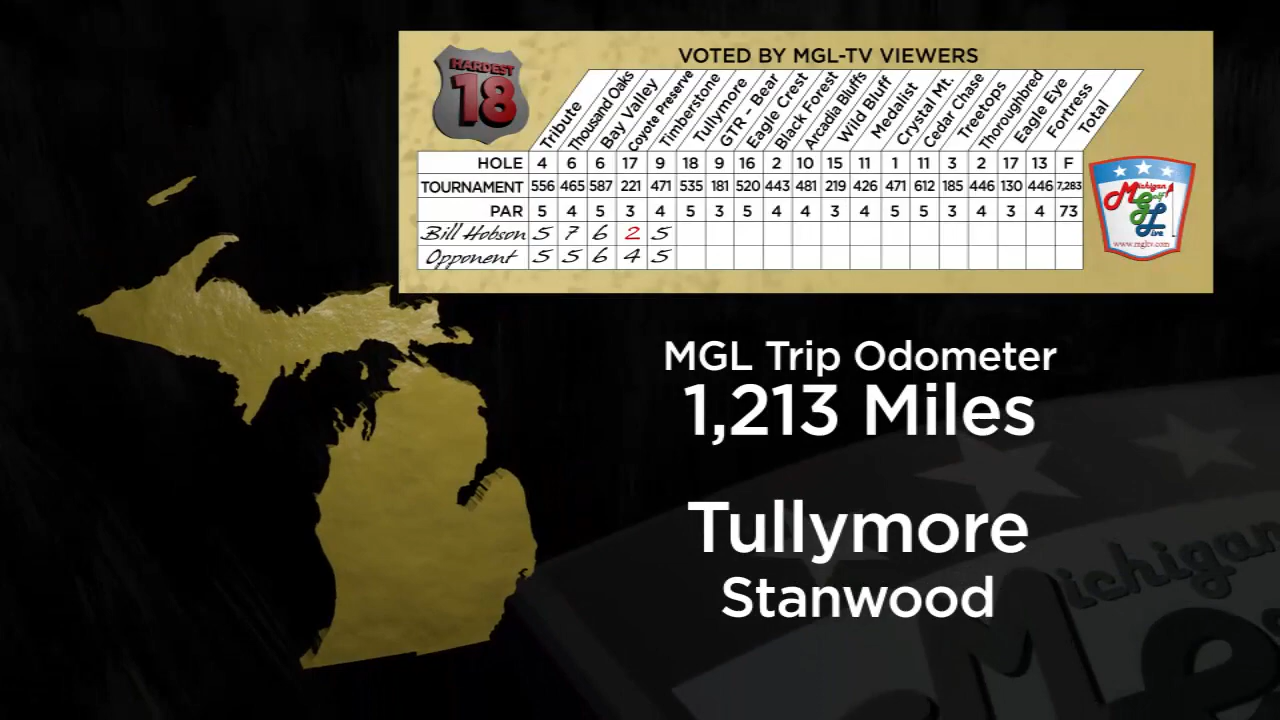 VOTED BY MGL-TV VIEWERS
HARDEST
18
Tribute Thousand Oaks Bay Valley Coyote Preserve Timberstone Tullymore GTR - Bear Eagle Crest Black Forest Arcadia Bluffs Wild Bluff Medalist Crystal Mt. Cedar Chase Treetops Thoroughbred Eagle Eye Fortress Total
HOLE 4 6 6 17 9 18 9 16 2 10 15 11 1 11 3 2 17 13 F
TOURNAMENT 556 465 587 221 471 535 181 520 443 481 219 426 471 612 185 446 130 446 7,283
PAR 5 4 5 3 4 5 3 5 4 4 3 4 5 5 3 4 3 4 73
Bill Hobson 5 7 6 2 5
Opponent 5 5 6 4 5
Michigan
Live
www.mgltv.com
MGL Trip Odometer
1,213 Miles
Tullymore
Stanwood
Michigan